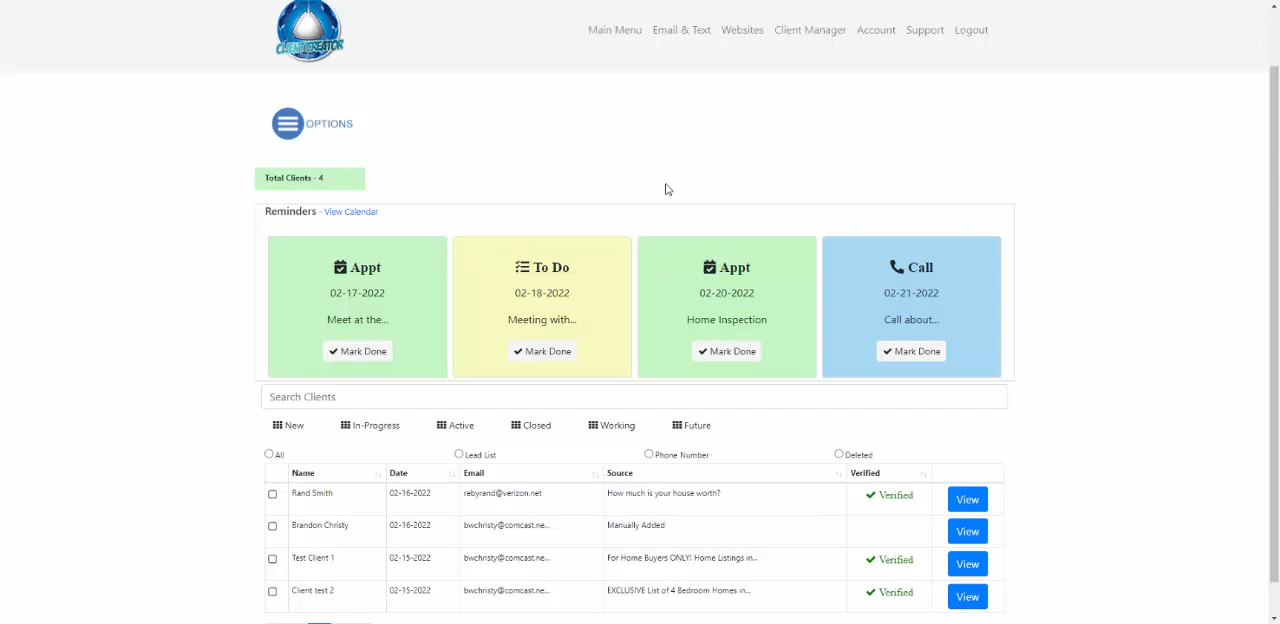 CLIENT CREATOR
Main Menu Email & Text Websites Client Manager Account Support Logout
OPTIONS
Total Clients - 4
Reminders - View Calendar
Appt To Do Appt Call
02-17-2022 02-18-2022 02-20-2022 02-21-2022
Meet at the... Meeting with... Home Inspection Call about...
Mark Done Mark Done Mark Done Mark Done
Search Clients
New In-Progress Active Closed Working Future
All Lead List Phone Number Deleted
Name Date Email Source Verified
Rand Smith 02-16-2022 rebyrand@verizon.net How much is your house worth? Verified View
Brandon Christy 02-16-2022 bwchristy@comcast.ne... Manually Added View
Test Client 1 02-15-2022 bwchristy@comcast.ne... For Home Buyers ONLY! Home Listings in... Verified View
Client test 2 02-15-2022 bwchristy@comcast.ne... EXCLUSIVE List of 4 Bedroom Homes in... Verified View